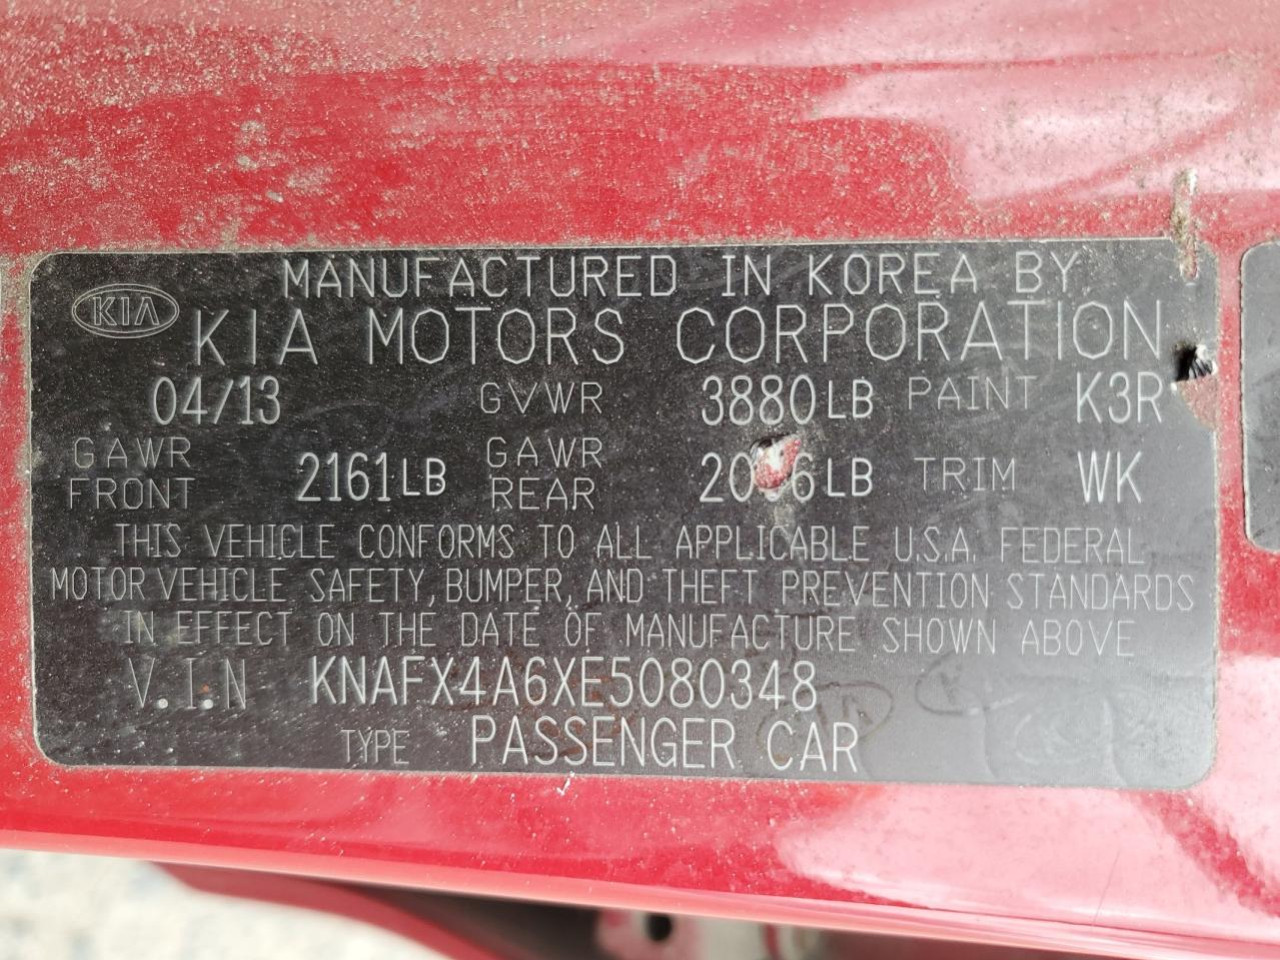 MANUFACTURED IN KOREA BY
KIA
KIA MOTORS CORPORATION
04/13 GVWR 3880LB PAINT K3R
GAWR FRONT 2161LB GAWR REAR LB TRIM WK
THIS VEHICLE CONFORMS TO ALL APPLICABLE U.S.A. FEDERAL
MOTOR VEHICLE SAFETY, BUMPER, AND THEFT PREVENTION STANDARDS
IN EFFECT ON THE DATE OF MANUFACTURE SHOWN ABOVE
V.I.N KNAFX4A6XE5080348
TYPE PASSENGER CAR